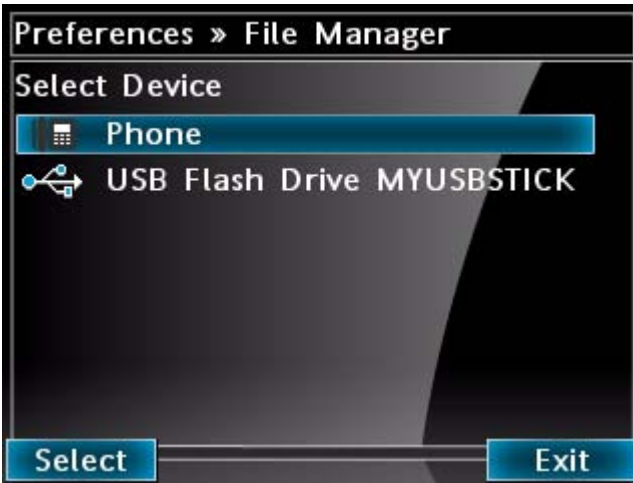 Preferences » File Manager
Select Device
Phone
USB Flash Drive MYUSBSTICK
Select Exit